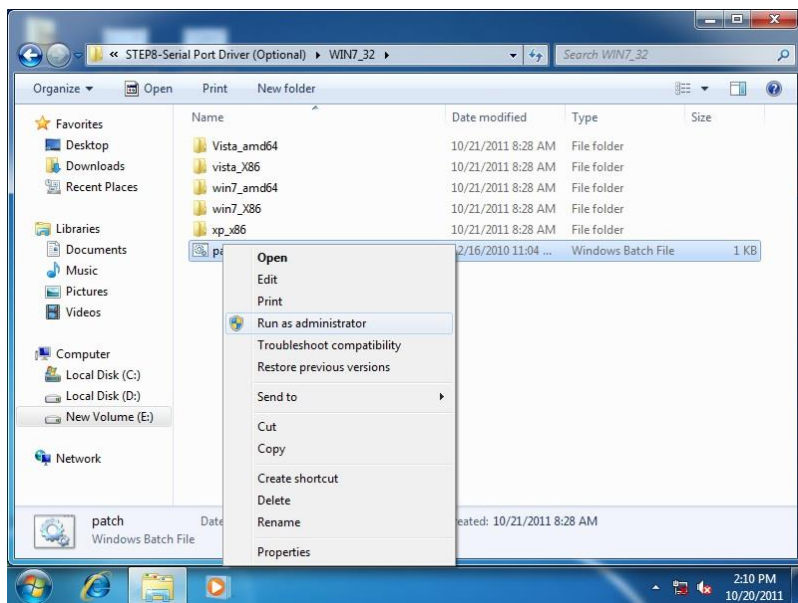 « STEP8-Serial Port Driver (Optional) ▸ WIN7_32 ▸ Search WIN7_32
Organize Open Print New folder
Name Date modified Type Size
Favorites
Desktop
Downloads
Recent Places
Libraries
Documents
Music
Pictures
Videos
Computer
Local Disk (C:)
Local Disk (D:)
New Volume (E:)
Network
Vista_amd64 10/21/2011 8:28 AM File folder
vista_X86 10/21/2011 8:28 AM File folder
win7_amd64 10/21/2011 8:28 AM File folder
win7_X86 10/21/2011 8:28 AM File folder
xp_x86 10/21/2011 8:28 AM File folder
pa 2/16/2010 11:04 ... Windows Batch File 1 KB
Open
Edit
Print
Run as administrator
Troubleshoot compatibility
Restore previous versions
Send to
Cut
Copy
Create shortcut
Delete
Rename
Properties
patch Date eated: 10/21/2011 8:28 AM
Windows Batch File
2:10 PM
10/20/2011